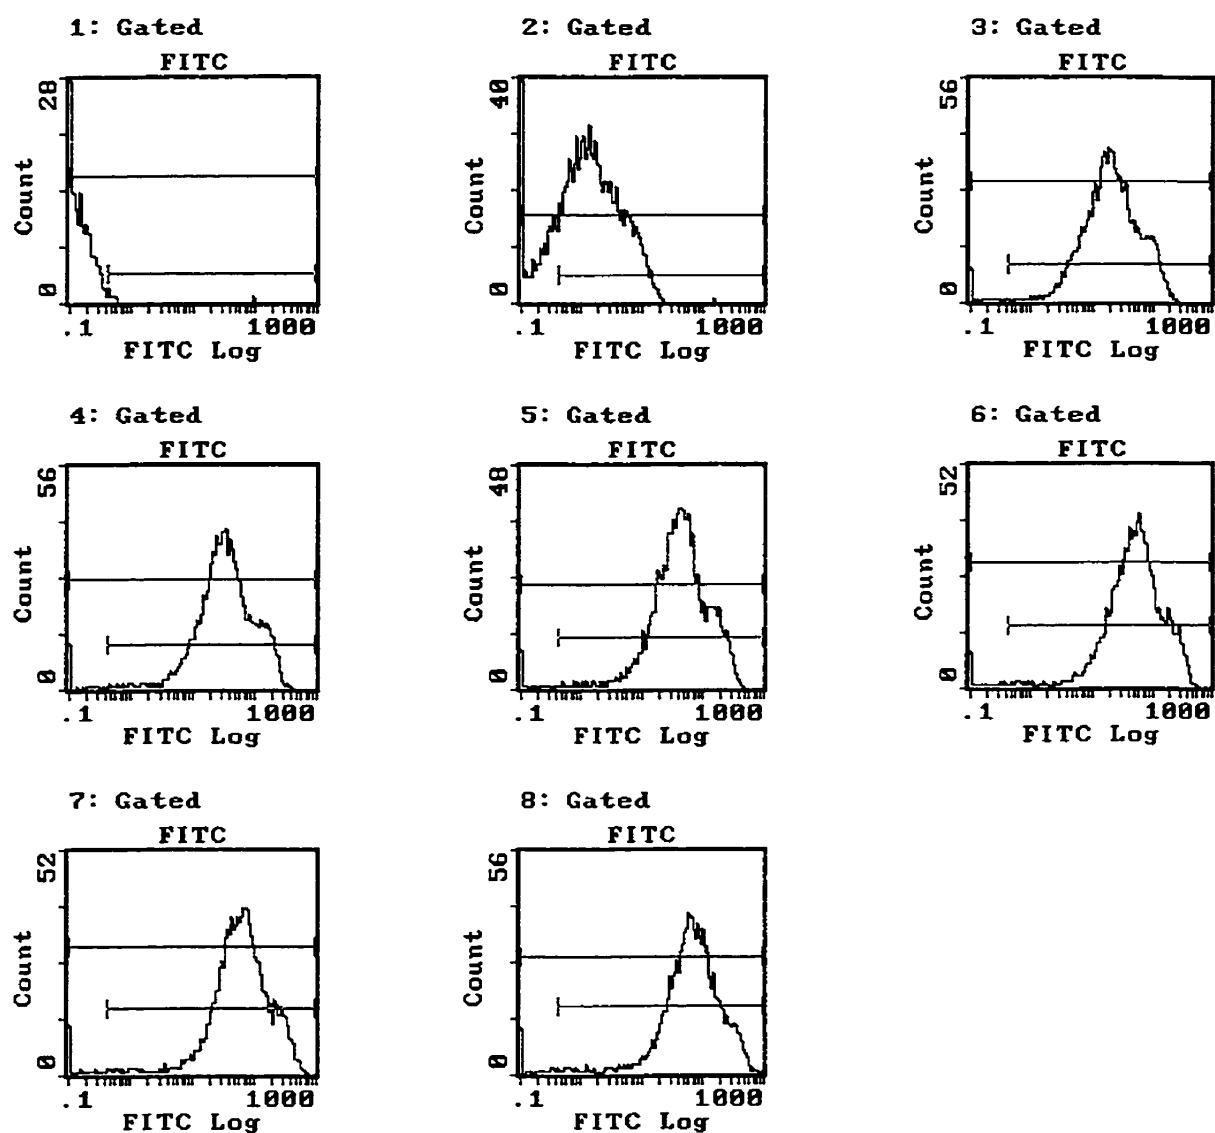 1: Gated
FITC
28
Count
0
.1 1000
FITC Log
2: Gated
FITC
40
Count
0
.1 1000
FITC Log
3: Gated
FITC
56
Count
0
.1 1000
FITC Log
4: Gated
FITC
56
Count
0
.1 1000
FITC Log
5: Gated
FITC
48
Count
0
.1 1000
FITC Log
6: Gated
FITC
52
Count
0
.1 1000
FITC Log
7: Gated
FITC
52
Count
0
.1 1000
FITC Log
8: Gated
FITC
56
Count
0
.1 1000
FITC Log